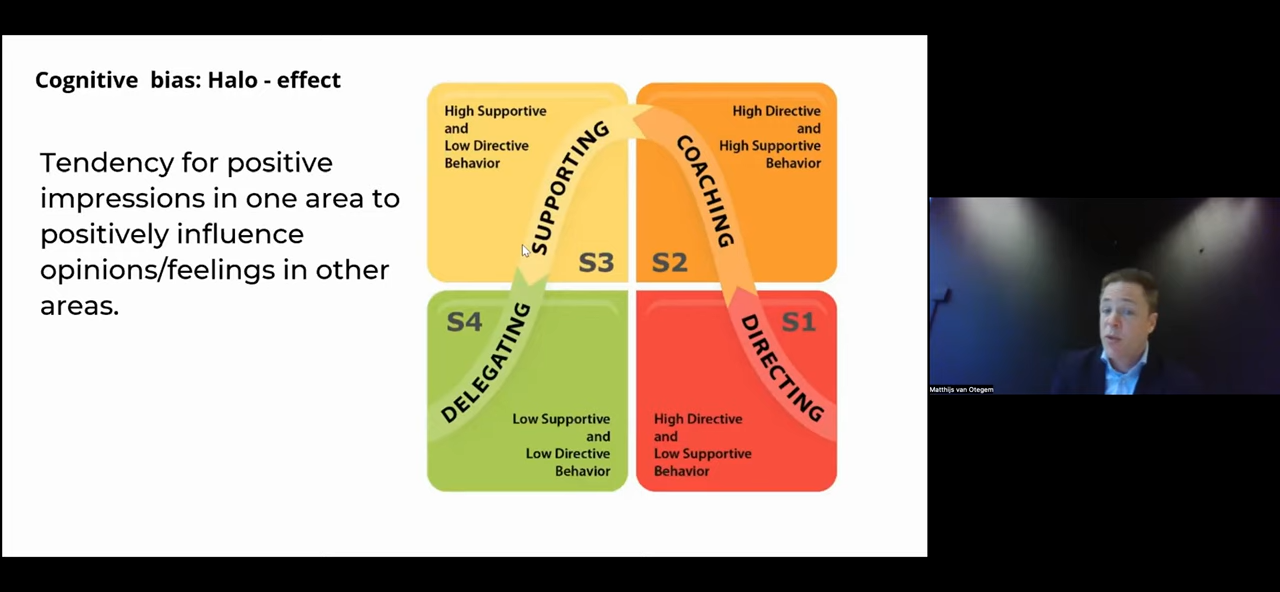 Cognitive bias: Halo - effect
Tendency for positive
impressions in one area to
positively influence
opinions/feelings in other
areas.
High Supportive
and
Low Directive
Behavior
SUPPORTING
S3
High Directive
and
High Supportive
Behavior
COACHING
S2
S4
DELEGATING
Low Supportive
and
Low Directive
Behavior
S1
DIRECTING
High Directive
and
Low Supportive
Behavior
Matthijs van Otegem